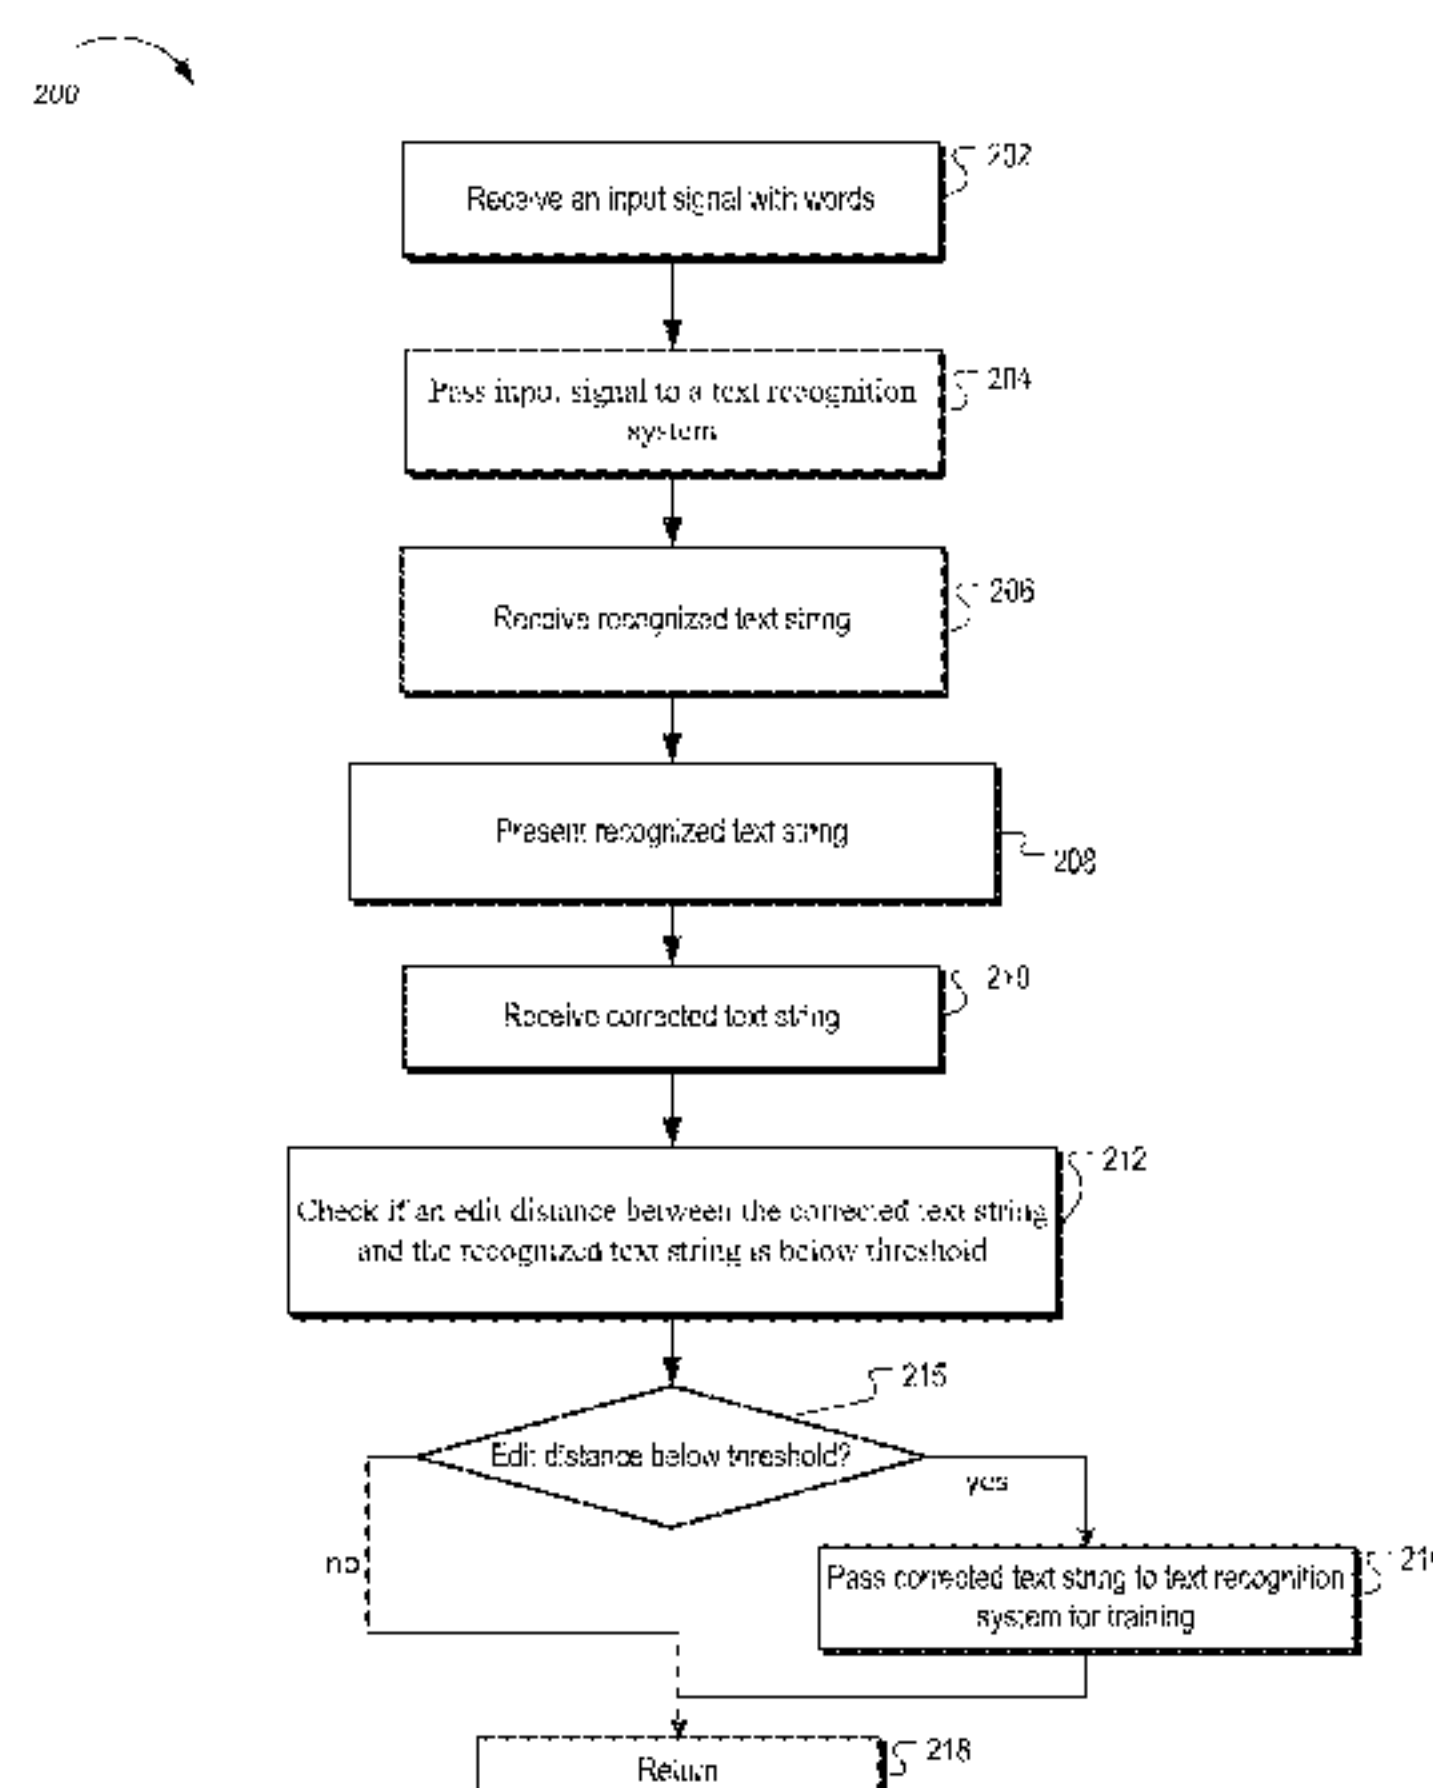 200
Receive an input signal with words
202
Pass input signal to a text recognition
system
204
Receive recognized text string
206
Present recognized text string
208
Receive corrected text string
210
Check if an edit distance between the corrected text string
and the recognized text string is below threshold
212
215
Edit distance below threshold?
yes
no
Pass corrected text string to text recognition
system for training
Return
218